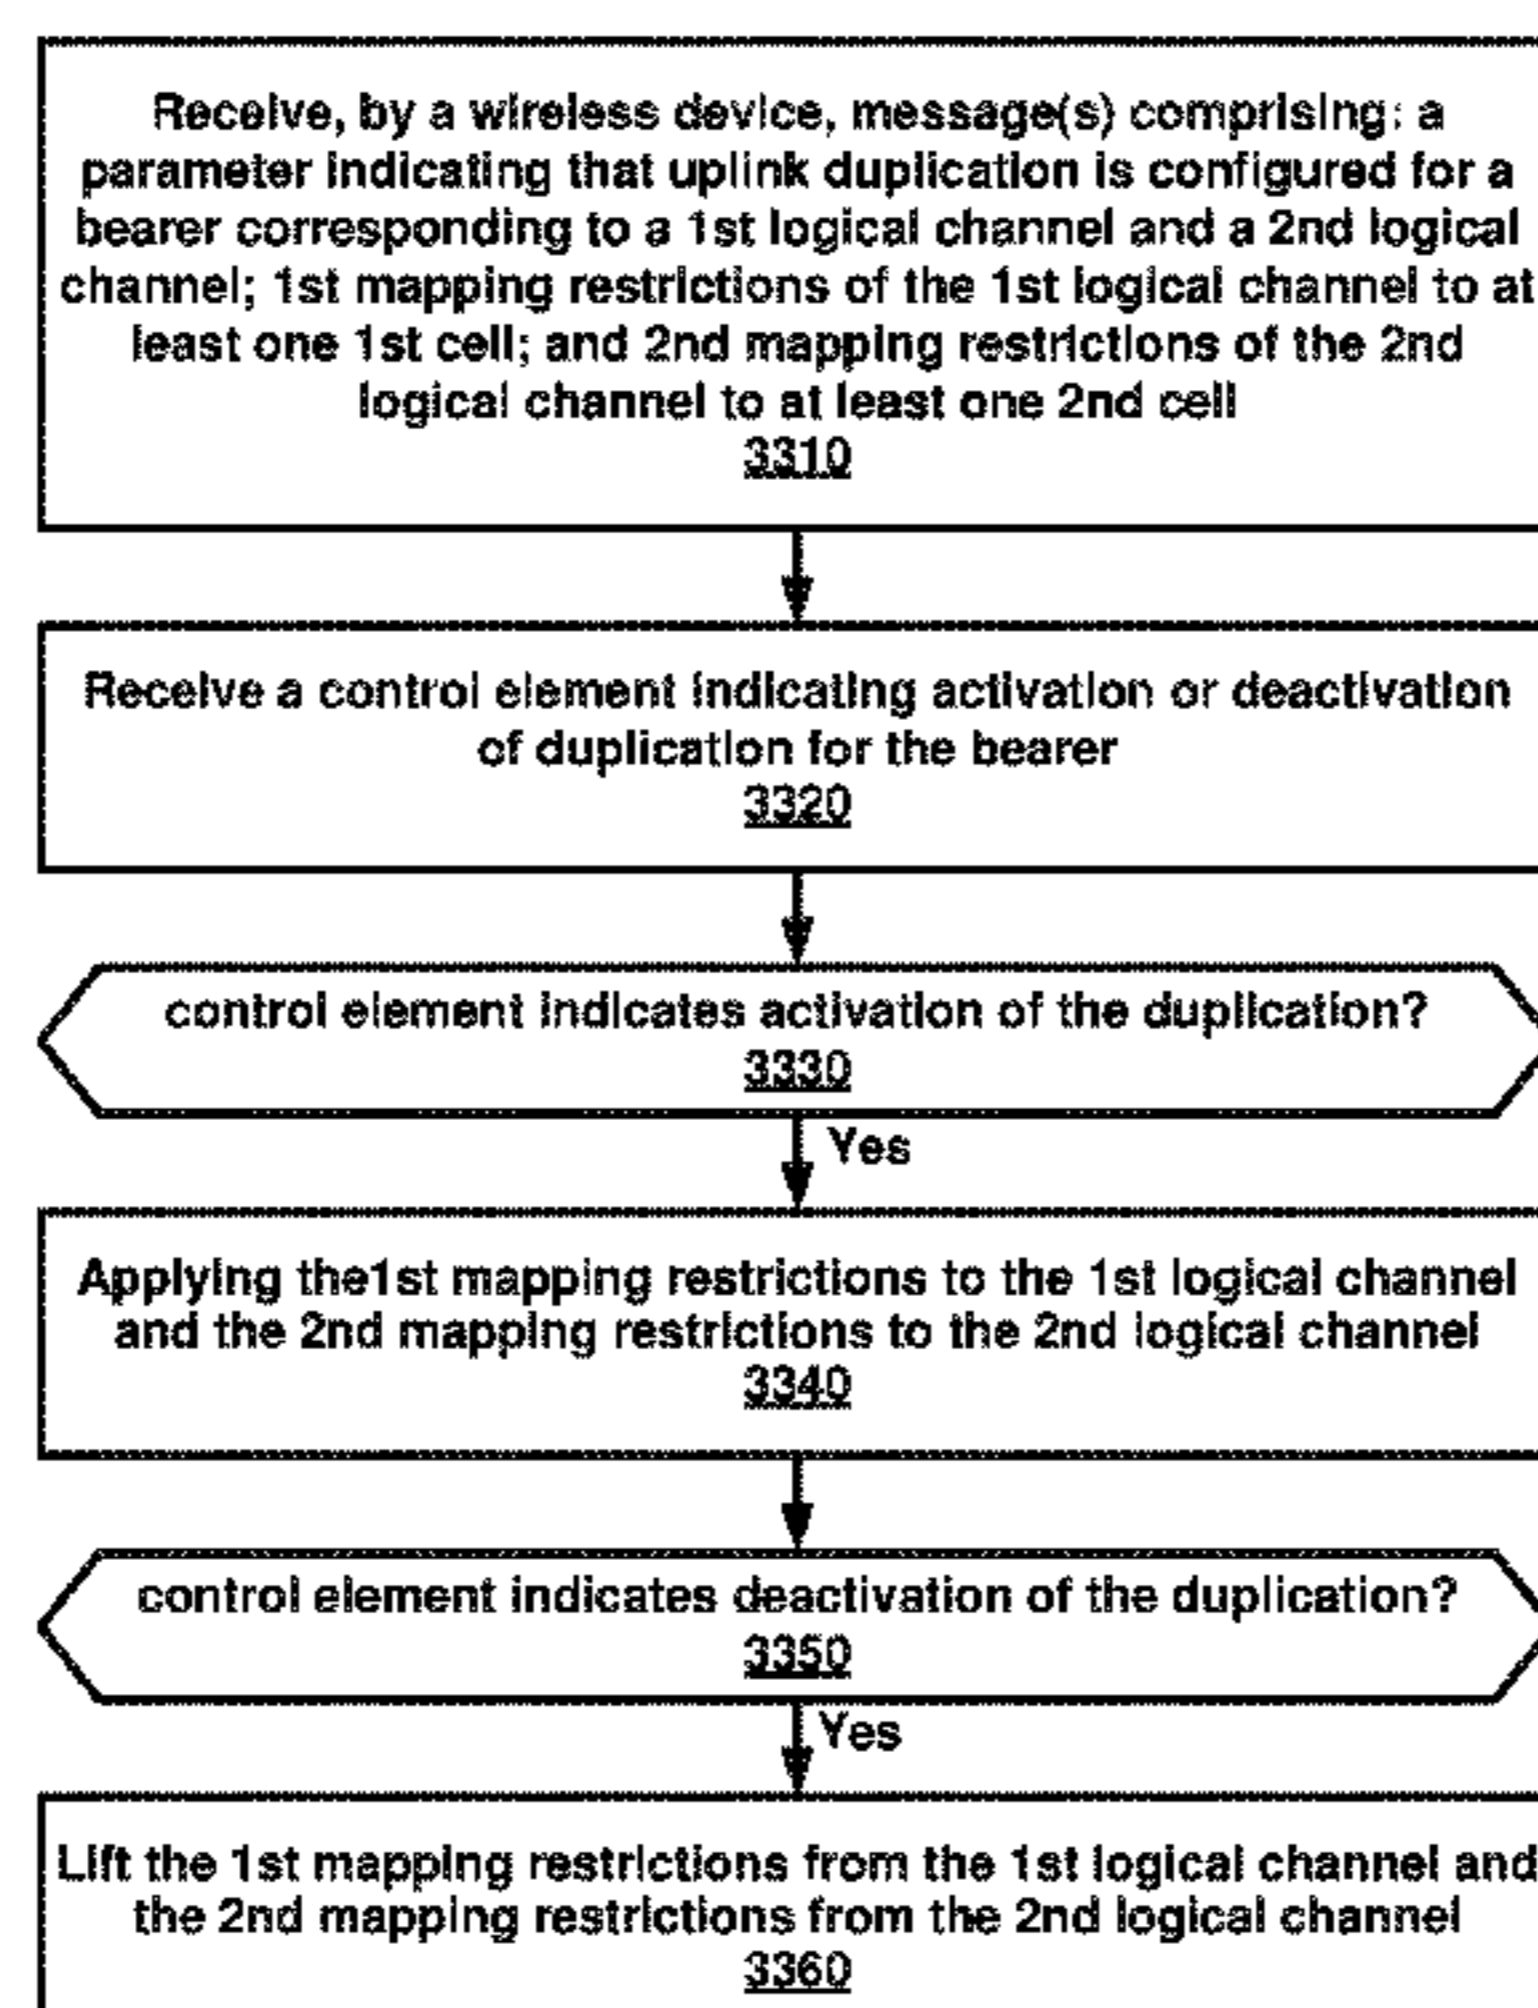 Receive, by a wireless device, message(s) comprising: a
parameter indicating that uplink duplication is configured for a
bearer corresponding to a 1st logical channel and a 2nd logical
channel; 1st mapping restrictions of the 1st logical channel to at
least one 1st cell; and 2nd mapping restrictions of the 2nd
logical channel to at least one 2nd cell
3310
Receive a control element indicating activation or deactivation
of duplication for the bearer
3320
control element indicates activation of the duplication?
3330
Yes
Applying the1st mapping restrictions to the 1st logical channel
and the 2nd mapping restrictions to the 2nd logical channel
3340
control element indicates deactivation of the duplication?
3350
Yes
Lift the 1st mapping restrictions from the 1st logical channel and
the 2nd mapping restrictions from the 2nd logical channel
3360